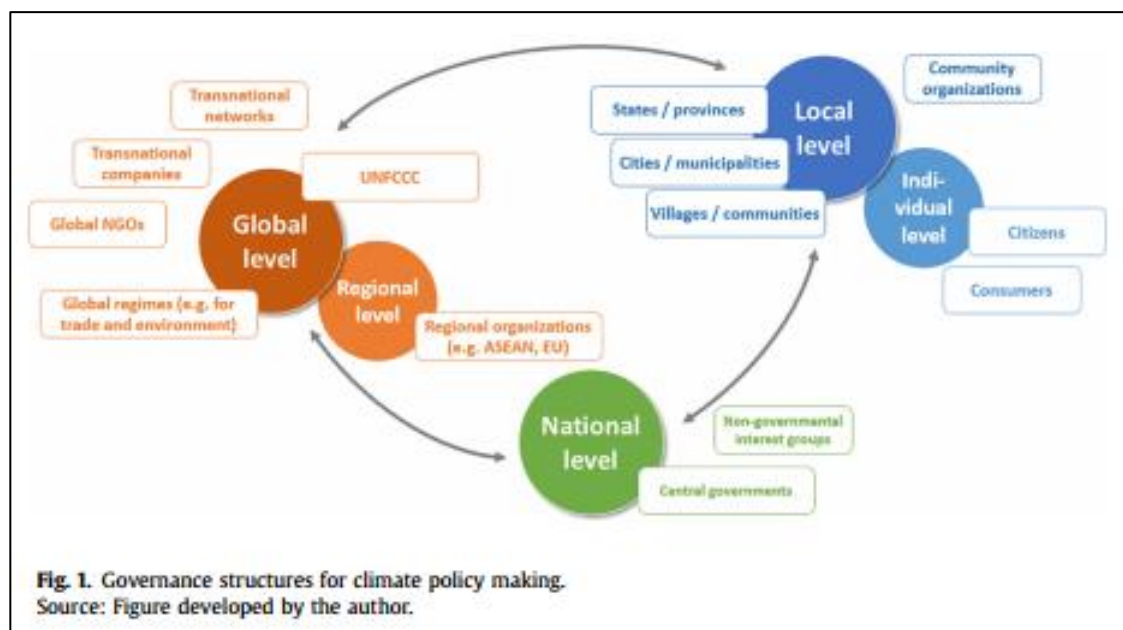 Transnational
networks
Transnational
companies
UNFCCC
Global NGOs
Global
level
Global regimes (e.g. for
trade and environment)
Regional
level
Regional organizations
(e.g. ASEAN, EU)
States / provinces
Local
level
Community
organizations
Cities / municipalities
Villages / communities
Indi-
vidual
level
Citizens
Consumers
National
level
Non-governmental
interest groups
Central governments
Fig. 1. Governance structures for climate policy making.
Source: Figure developed by the author.